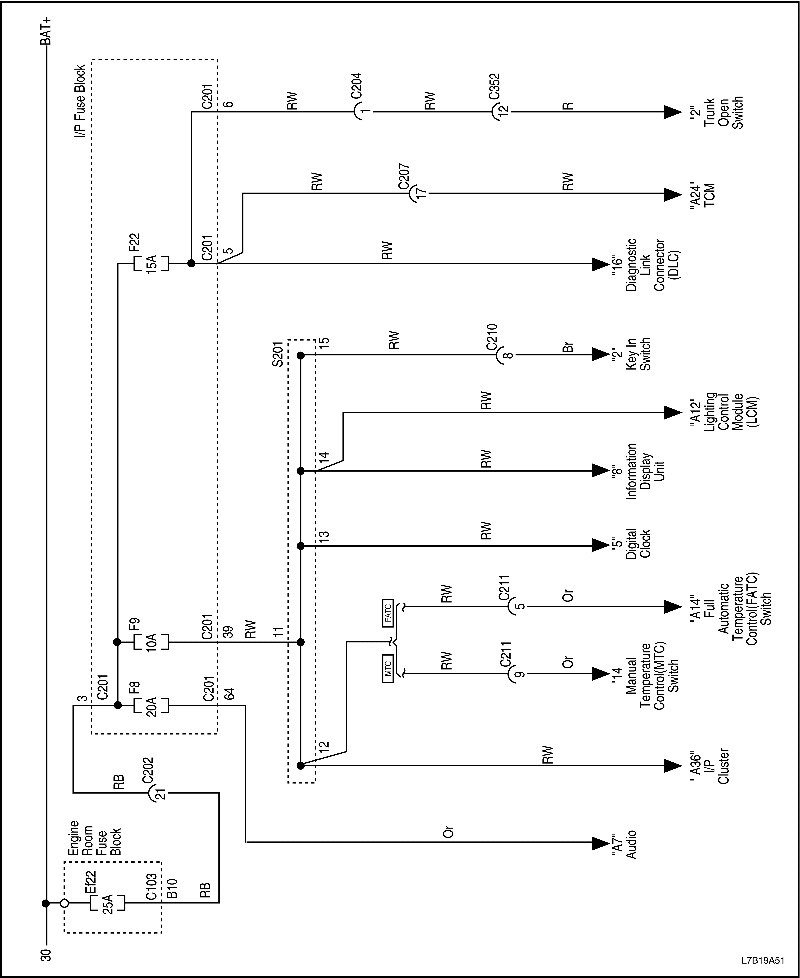 30
BAT+
Engine
Room
Fuse
Block
Ef22
25A
C103
B10
RB
C202
21
RB
3
I/P Fuse Block
C201
F8
20A
C201
64
Or
"A7"
Audio
F9
10A
C201
39
RW
11
F22
15A
C201
5
C201
6
S201
12
RW
"A36"
I/P
Cluster
MTC
RW
C211
9
Or
"14
Manual
Temperature
Control(MTC)
Switch
FATC
RW
C211
5
Or
"A14"
Full
Automatic
Temperature
Control(FATC)
Switch
13
RW
"5"
Digital
Clock
14
RW
"8"
Information
Display
Unit
RW
"A12"
Lighting
Control
Module
(LCM)
15
RW
C210
8
Br
"2"
Key In
Switch
RW
"16"
Diagnostic
Link
Connector
(DLC)
RW
C207
17
RW
"A24"
TCM
RW
C204
1
RW
C352
12
R
"2"
Trunk
Open
Switch
L7B19A51